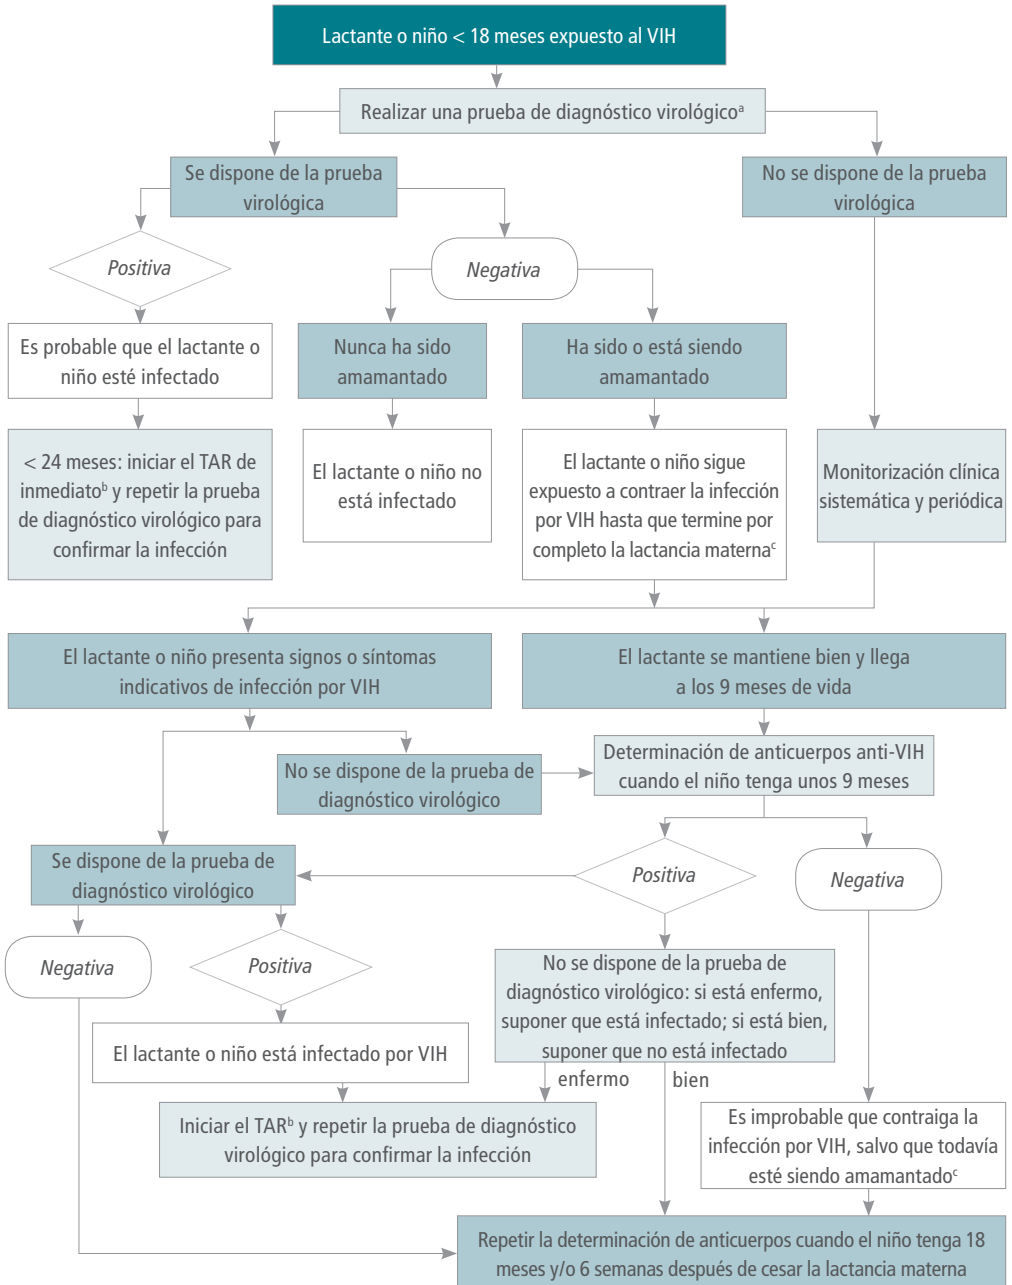 Lactante o niño < 18 meses expuesto al VIH
Realizar una prueba de diagnóstico virológicoª
Se dispone de la prueba
virológica
No se dispone de la prueba
virológica
Positiva
Negativa
Es probable que el lactante o
niño esté infectado
Nunca ha sido
amamantado
Ha sido o está siendo
amamantado
< 24 meses: iniciar el TAR de
inmediatoᵇ y repetir la prueba
de diagnóstico virológico para
confirmar la infección
El lactante o niño no
está infectado
El lactante o niño sigue
expuesto a contraer la infección
por VIH hasta que termine por
completo la lactancia maternaᶜ
Monitorización clínica
sistemática y periódica
El lactante o niño presenta signos o síntomas
indicativos de infección por VIH
El lactante se mantiene bien y llega
a los 9 meses de vida
No se dispone de la prueba de
diagnóstico virológico
Determinación de anticuerpos anti-VIH
cuando el niño tenga unos 9 meses
Se dispone de la prueba de
diagnóstico virológico
Positiva
Negativa
Negativa
Positiva
No se dispone de la prueba de
diagnóstico virológico: si está enfermo,
suponer que está infectado; si está bien,
suponer que no está infectado
El lactante o niño está infectado por VIH
enfermo
bien
Iniciar el TARᵇ y repetir la prueba de diagnóstico
virológico para confirmar la infección
Es improbable que contraiga la
infección por VIH, salvo que todavía
esté siendo amamantadoᶜ
Repetir la determinación de anticuerpos cuando el niño tenga 18
meses y/o 6 semanas después de cesar la lactancia materna